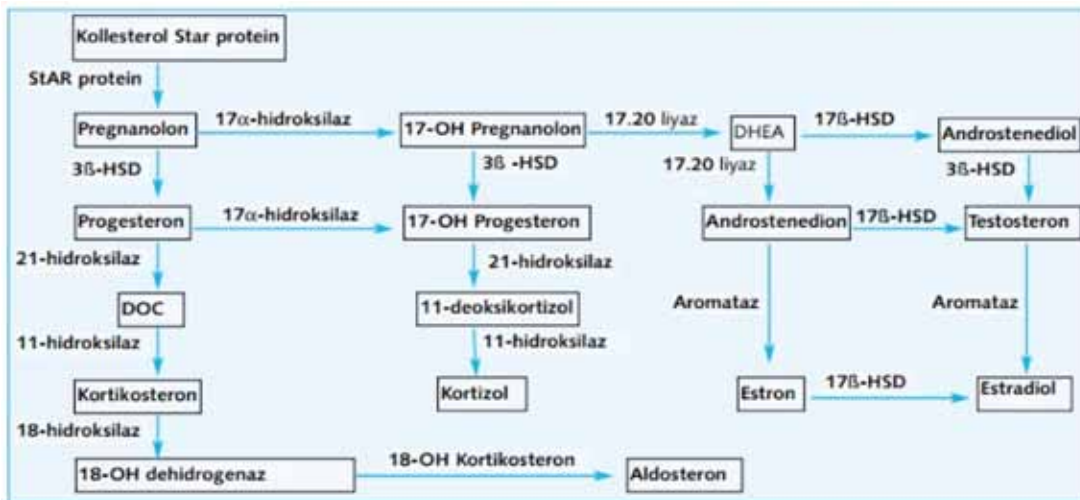 Kollesterol Star protein
StAR protein
Pregnanolon
17α-hidroksilaz
17-OH Pregnanolon
17.20 liyaz
DHEA
17ß-HSD
Androstenediol
3ß-HSD
3ß -HSD
17.20 liyaz
3ß-HSD
Progesteron
17α-hidroksilaz
17-OH Progesteron
Androstenedion
17ß-HSD
Testosteron
21-hidroksilaz
21-hidroksilaz
DOC
11-deoksikortizol
Aromataz
Aromataz
11-hidroksilaz
11-hidroksilaz
Kortikosteron
Kortizol
Estron
17ß-HSD
Estradiol
18-hidroksilaz
18-OH dehidrogenaz
18-OH Kortikosteron
Aldosteron